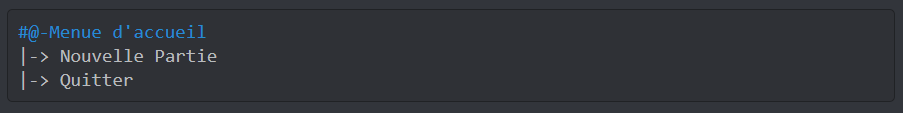 #@-Menue d'accueil
|-> Nouvelle Partie
|-> Quitter